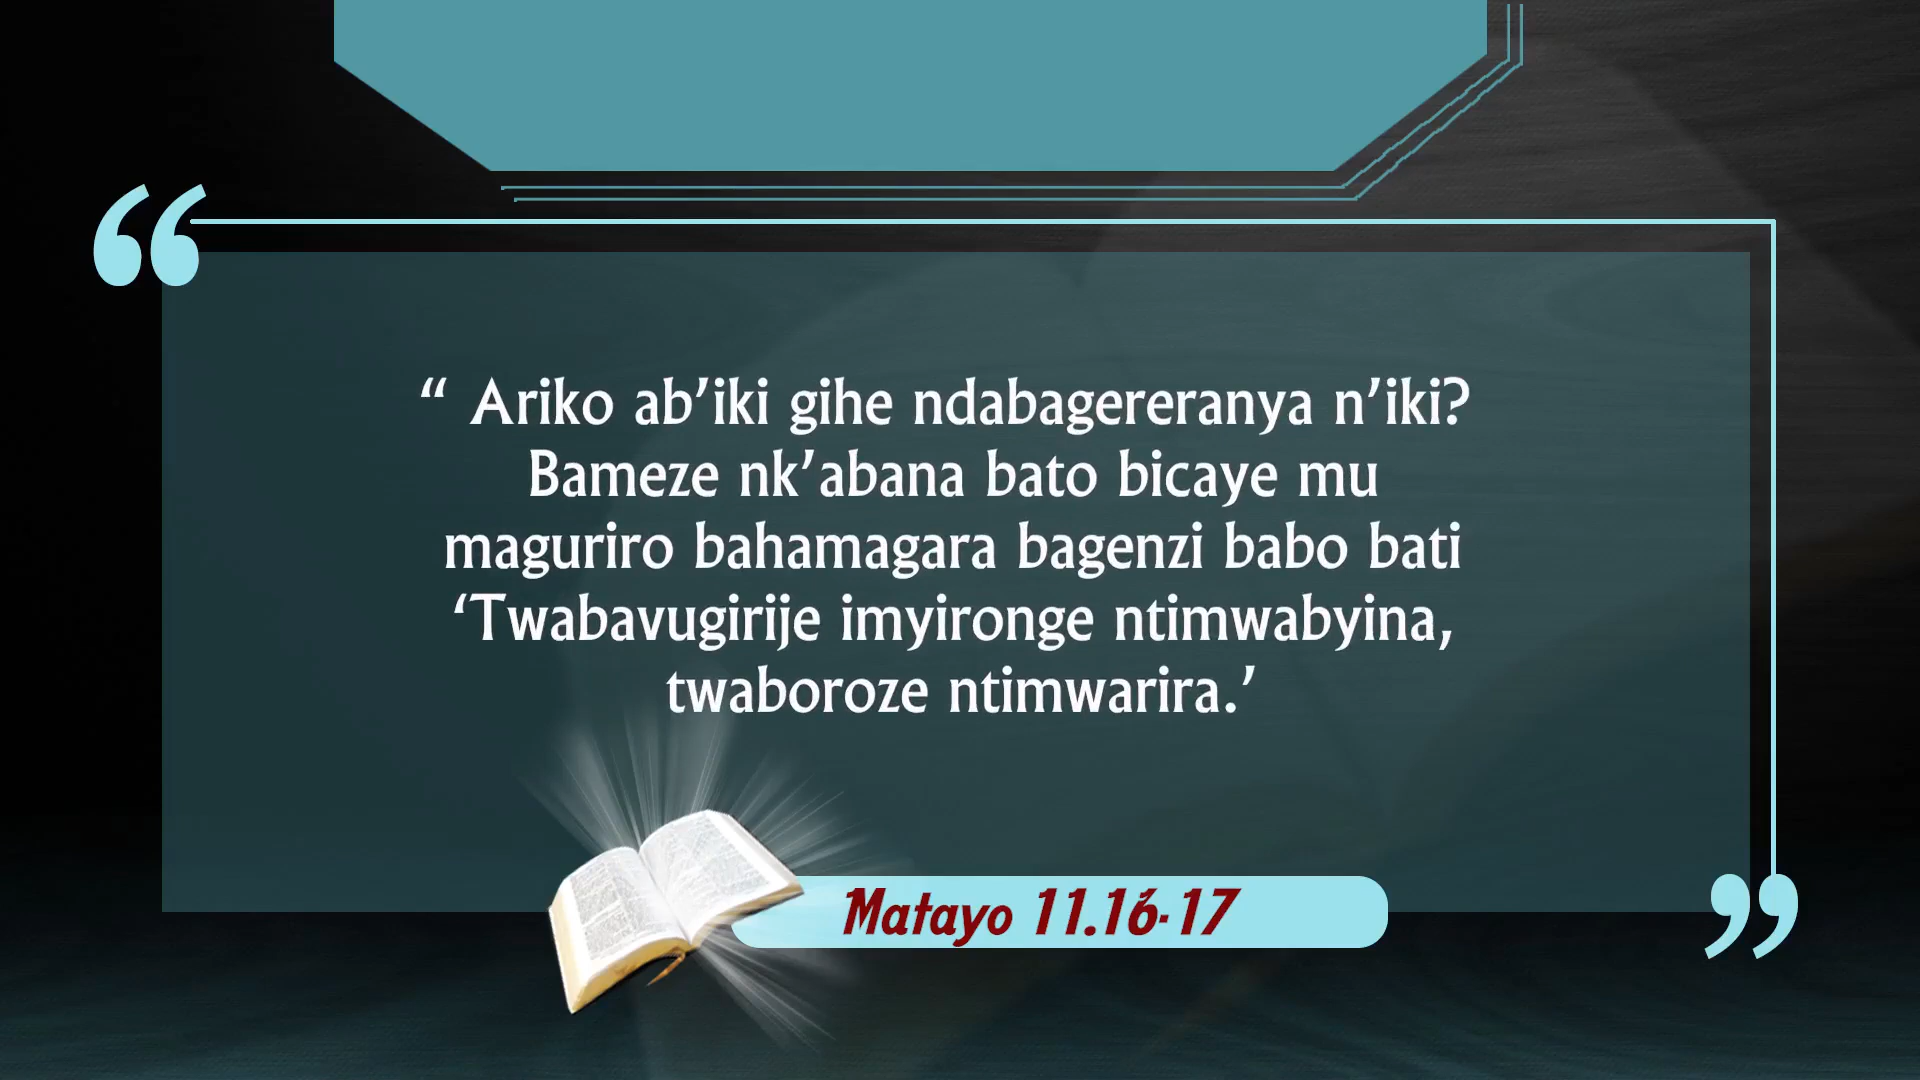 “ Ariko ab’iki gihe ndabagereranya n’iki?
Bameze nk’abana bato bicaye mu
maguriro bahamagara bagenzi babo bati
‘Twabavugirije imyironge ntimwabyina,
twaboroze ntimwarira.’
Matayo 11.16-17